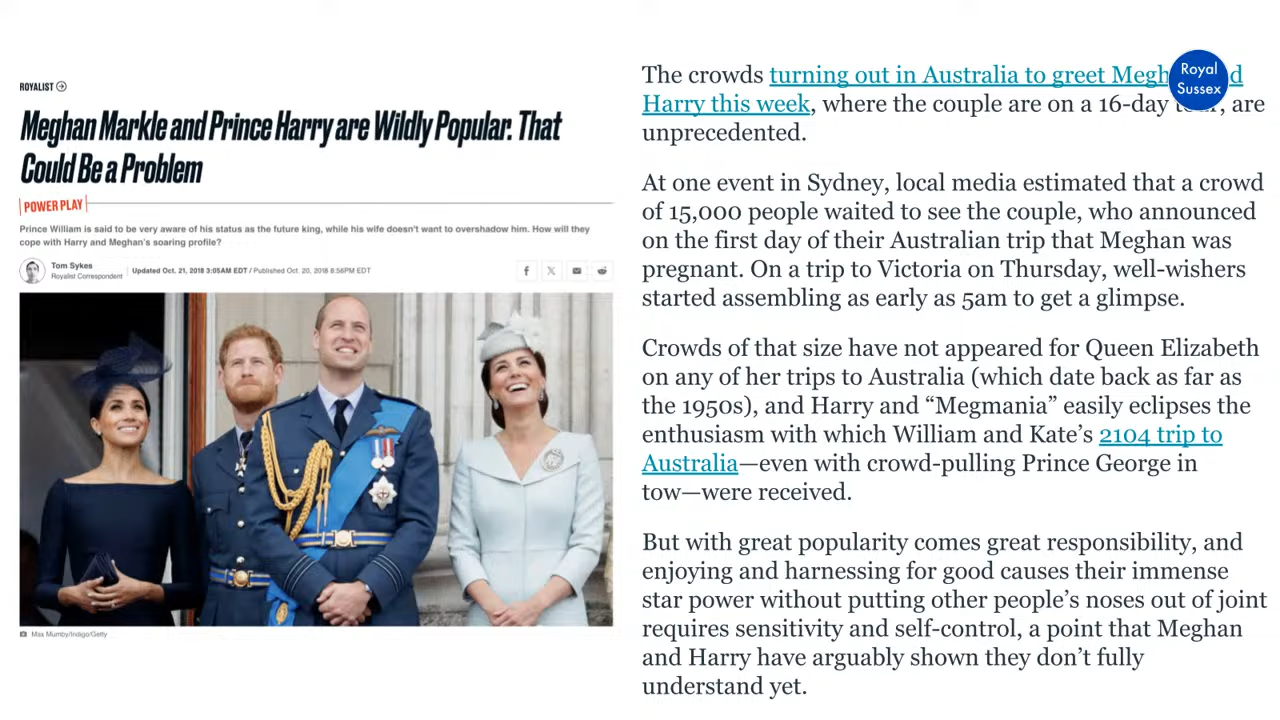 ROYALIST
Meghan Markle and Prince Harry are Wildly Popular. That
Could Be a Problem
POWER PLAY
Prince William is said to be very aware of his status as the future king, while his wife doesn't want to overshadow him. How will they
cope with Harry and Meghan's soaring profile?
Tom Sykes
Royalist Correspondent
Updated Oct. 21, 2018 3:05AM EDT / Published Oct. 20, 2018 8:56PM EDT
Max Mumby/Indigo/Getty
The crowds turning out in Australia to greet Megh d
Harry this week, where the couple are on a 16-day are
unprecedented.
At one event in Sydney, local media estimated that a crowd
of 15,000 people waited to see the couple, who announced
on the first day of their Australian trip that Meghan was
pregnant. On a trip to Victoria on Thursday, well-wishers
started assembling as early as 5am to get a glimpse.
Crowds of that size have not appeared for Queen Elizabeth
on any of her trips to Australia (which date back as far as
the 1950s), and Harry and “Megmania” easily eclipses the
enthusiasm with which William and Kate’s 2104 trip to
Australia—even with crowd-pulling Prince George in
tow—were received.
But with great popularity comes great responsibility, and
enjoying and harnessing for good causes their immense
star power without putting other people’s noses out of joint
requires sensitivity and self-control, a point that Meghan
and Harry have arguably shown they don’t fully
understand yet.
Royal
Sussex